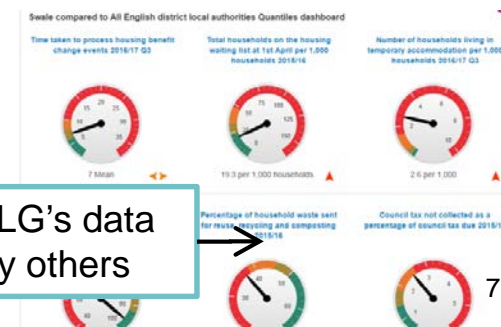 Swale compared to All English district local authorities Quantiles dashboard
Time taken to process housing benefit
change events 2016/17 Q3
Total households on the housing
waiting list at 1st April per 1,000
households 2015/16
Number of households living in
temporary accommodation per 1,000
households 2016/17 Q3
7 Mean
19.3 per 1,000 households
2.6 per 1,000
LG's data
y others
Percentage of household waste sent
for reuse, recycling and composting
2015/16
Council tax not collected as a
percentage of council tax due 2015/1
7